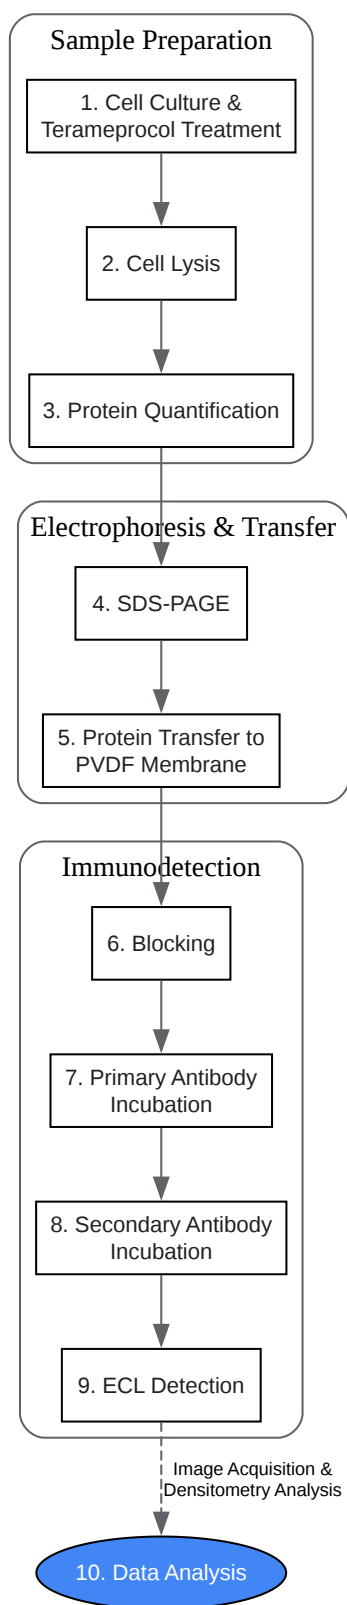 Sample Preparation
1. Cell Culture &
Terameprocol Treatment
2. Cell Lysis
3. Protein Quantification
Electrophoresis & Transfer
4. SDS-PAGE
5. Protein Transfer to
PVDF Membrane
Immunodetection
6. Blocking
7. Primary Antibody
Incubation
8. Secondary Antibody
Incubation
9. ECL Detection
Image Acquisition &
Densitometry Analysis
10. Data Analysis